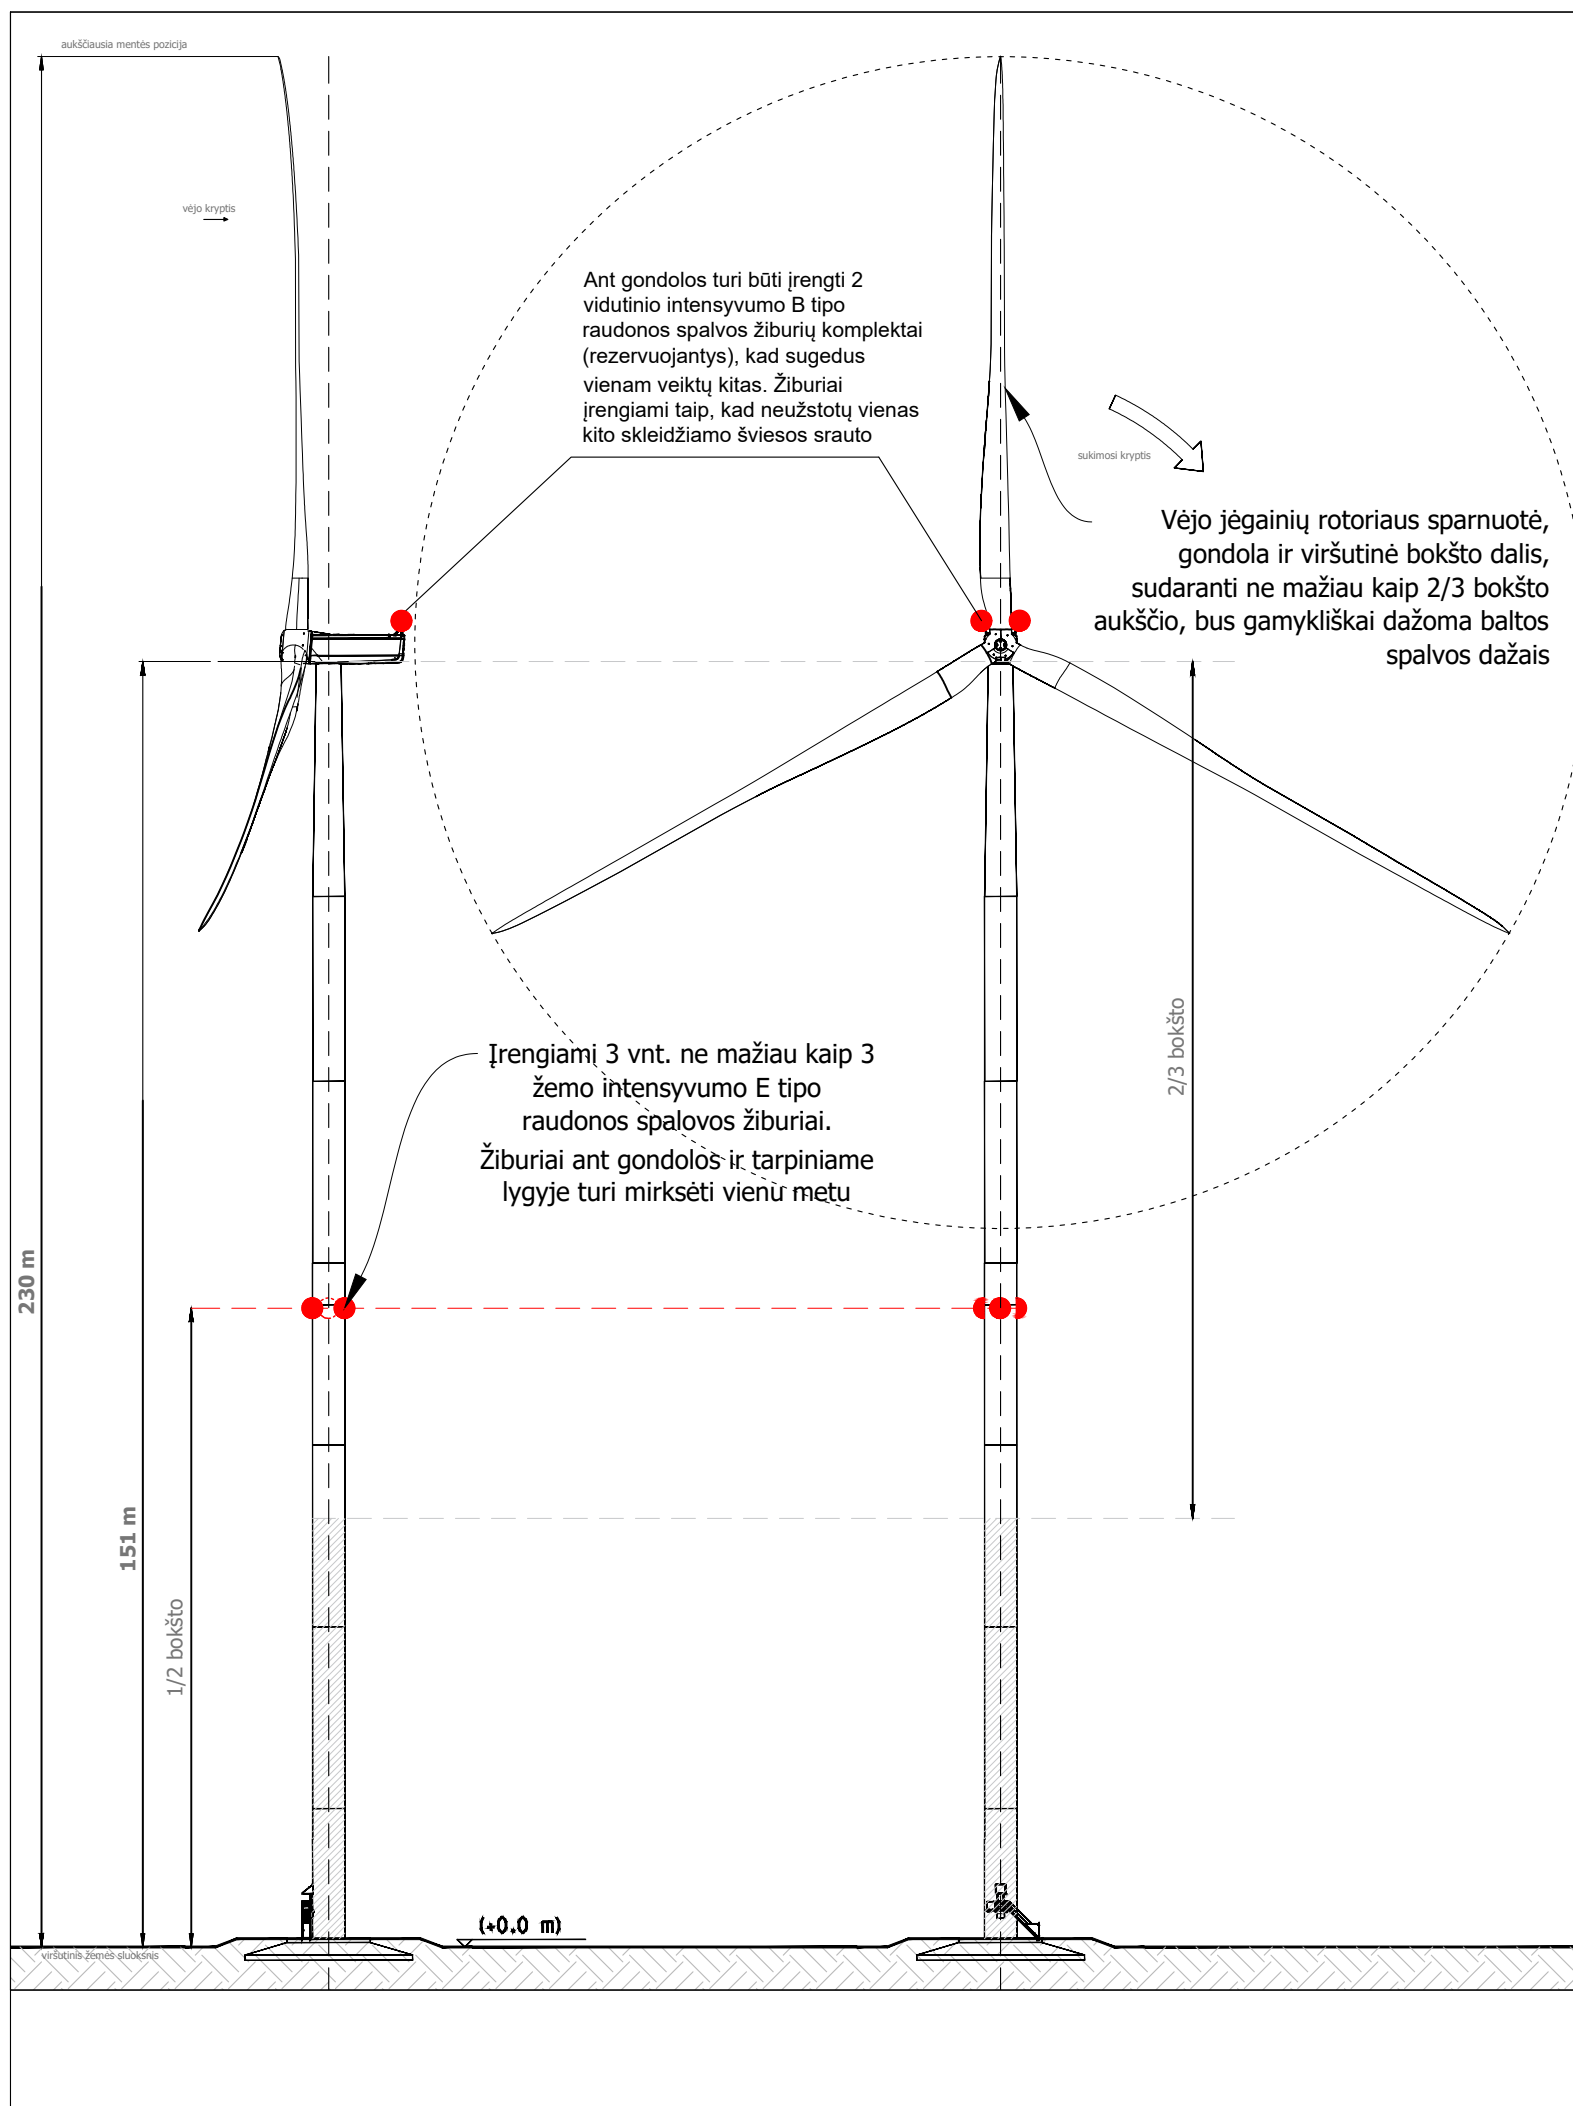 aukščiausia mentės pozicija
vėjo kryptis
Ant gondolos turi būti įrengti 2
vidutinio intensyvumo B tipo
raudonos spalvos žiburių komplektai
(rezervuojantys), kad sugedus
vienam veiktų kitas. Žiburiai
įrengiami taip, kad neužstotų vienas
kito skleidžiamo šviesos srauto
sukimosi kryptis
Vėjo jėgainių rotoriaus sparnuotė,
gondola ir viršutinė bokšto dalis,
sudaranti ne mažiau kaip 2/3 bokšto
aukščio, bus gamykliškai dažoma baltos
spalvos dažais
2/3 bokšto
Įrengiami 3 vnt. ne mažiau kaip 3
žemo intensyvumo E tipo
raudonos spalovos žiburiai.
Žiburiai ant gondolos ir tarpiniame
lygyje turi mirksėti vienu metu
230 m
151 m
1/2 bokšto
(+0.0 m)
viršutinis žemės sluoksnis